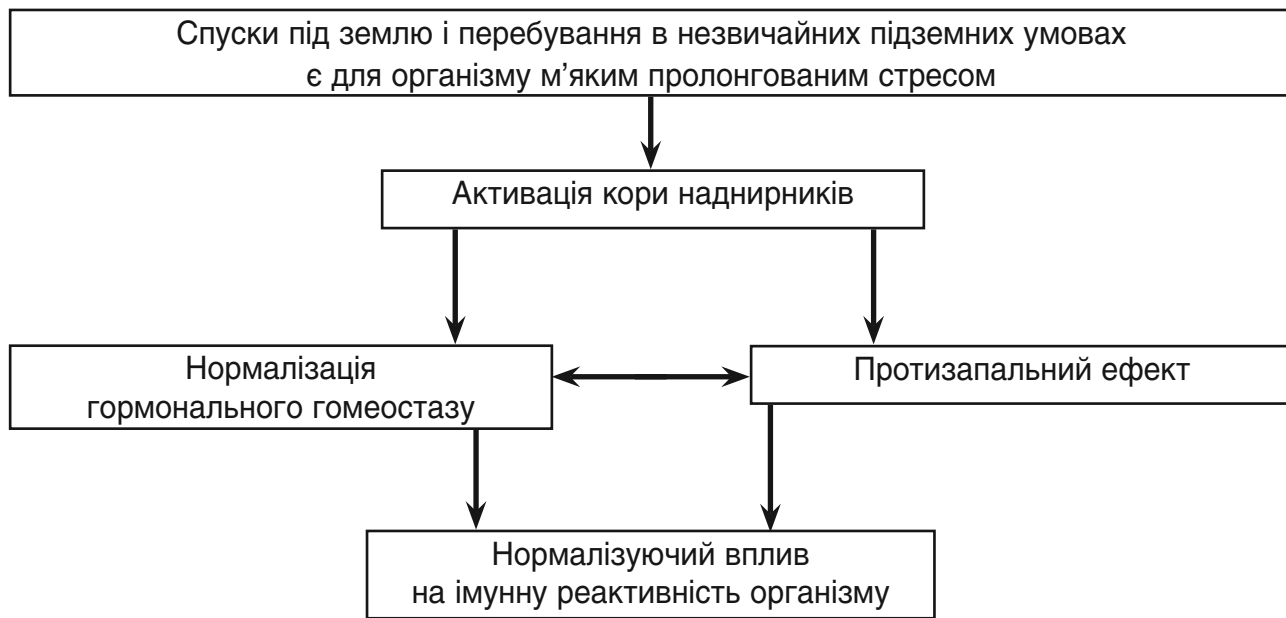 Спуски під землю і перебування в незвичайних підземних умовах
є для організму м’яким пролонгованим стресом
Активація кори наднирників
Нормалізація
гормонального гомеостазу
Протизапальний ефект
Нормалізуючий вплив
на імунну реактивність організму